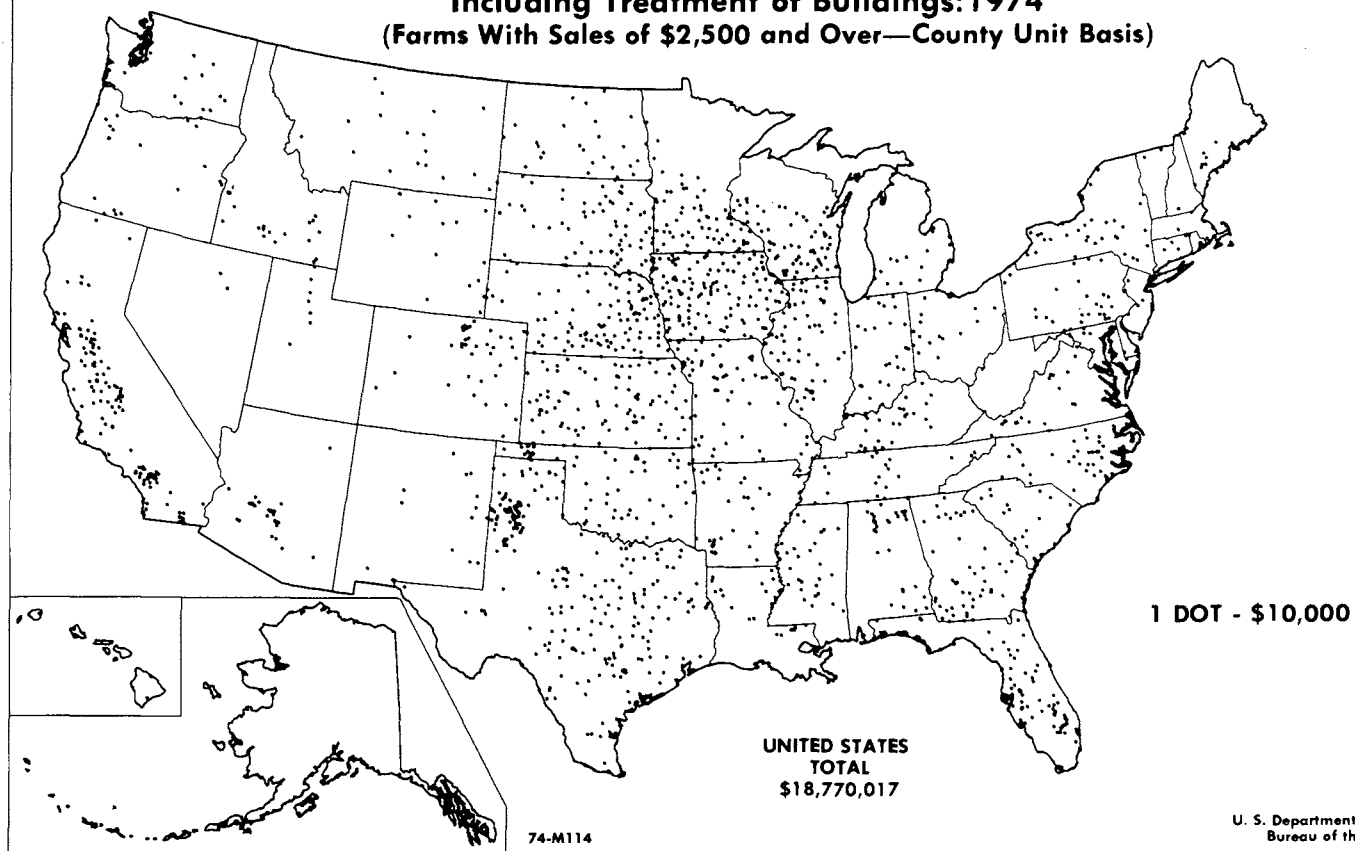 Including Treatment of Buildings: 1974
(Farms With Sales of $2,500 and Over—County Unit Basis)
1 DOT - $10,000
UNITED STATES
TOTAL
$18,770,017
74-M114
U. S. Department
Bureau of th